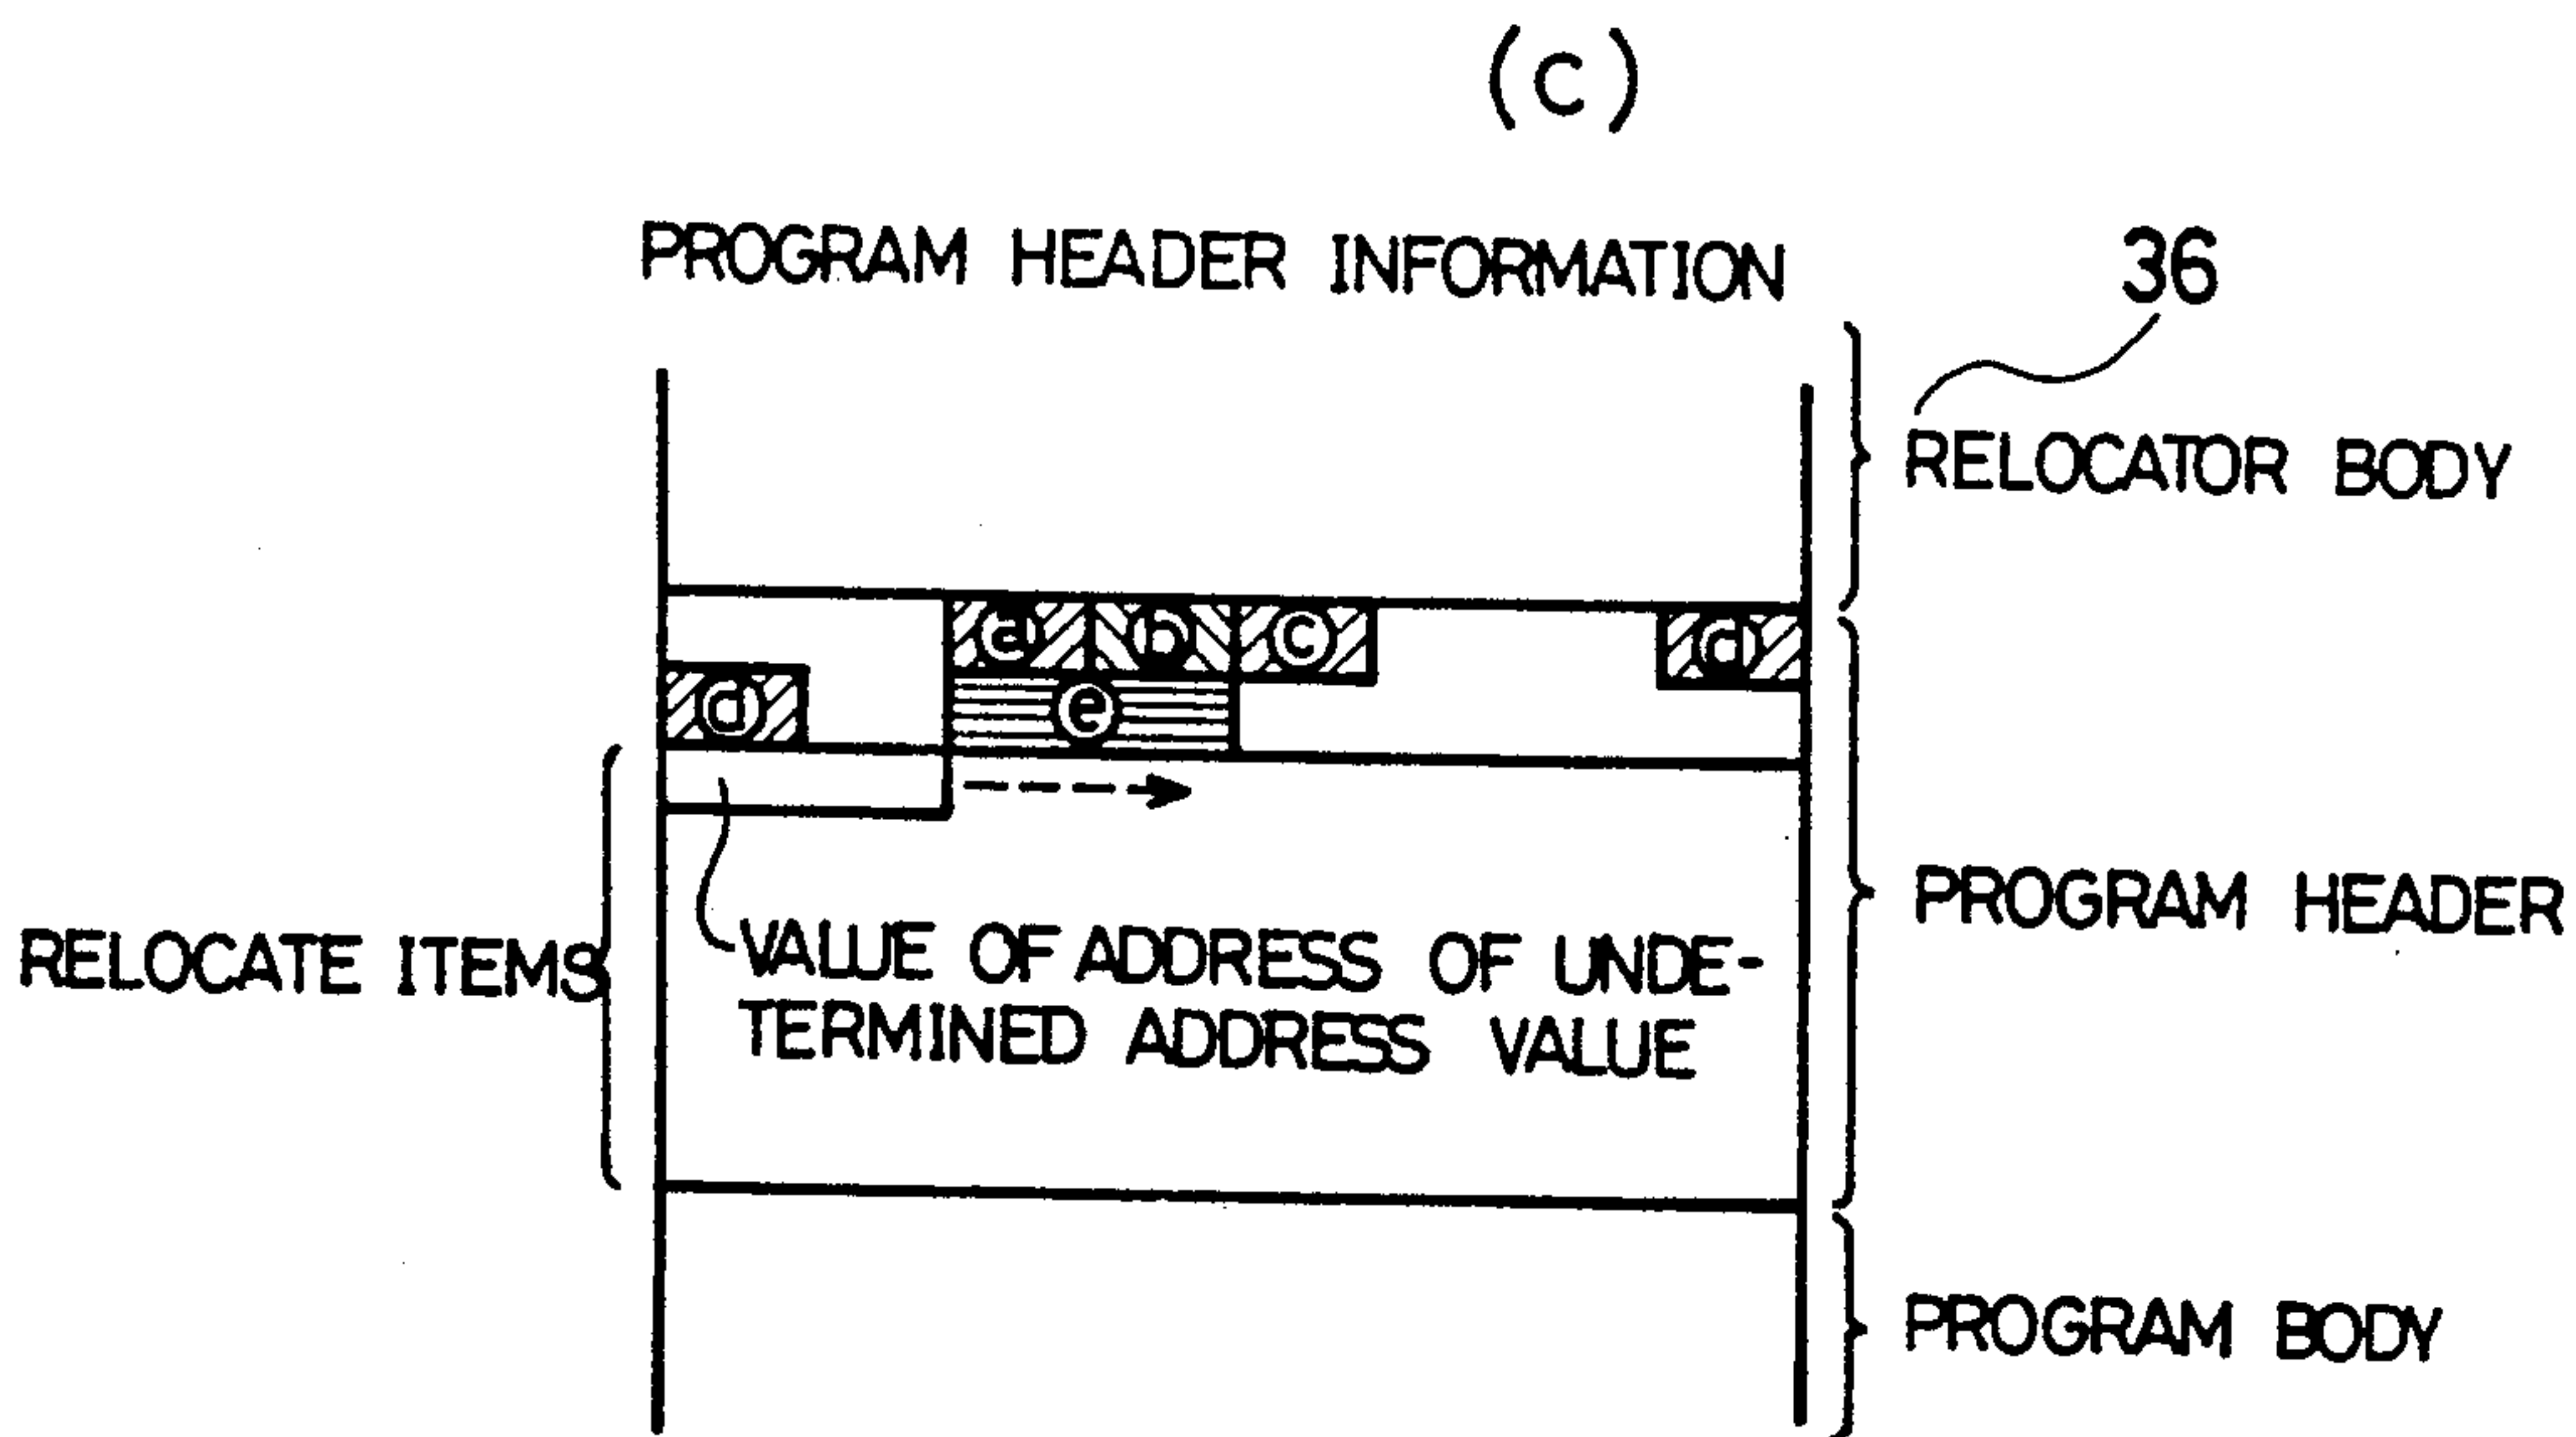 (c)
PROGRAM HEADER INFORMATION
36
RELOCATOR BODY
a b c d
d e
RELOCATE ITEMS
VALUE OF ADDRESS OF UNDE-
TERMINED ADDRESS VALUE
PROGRAM HEADER
PROGRAM BODY